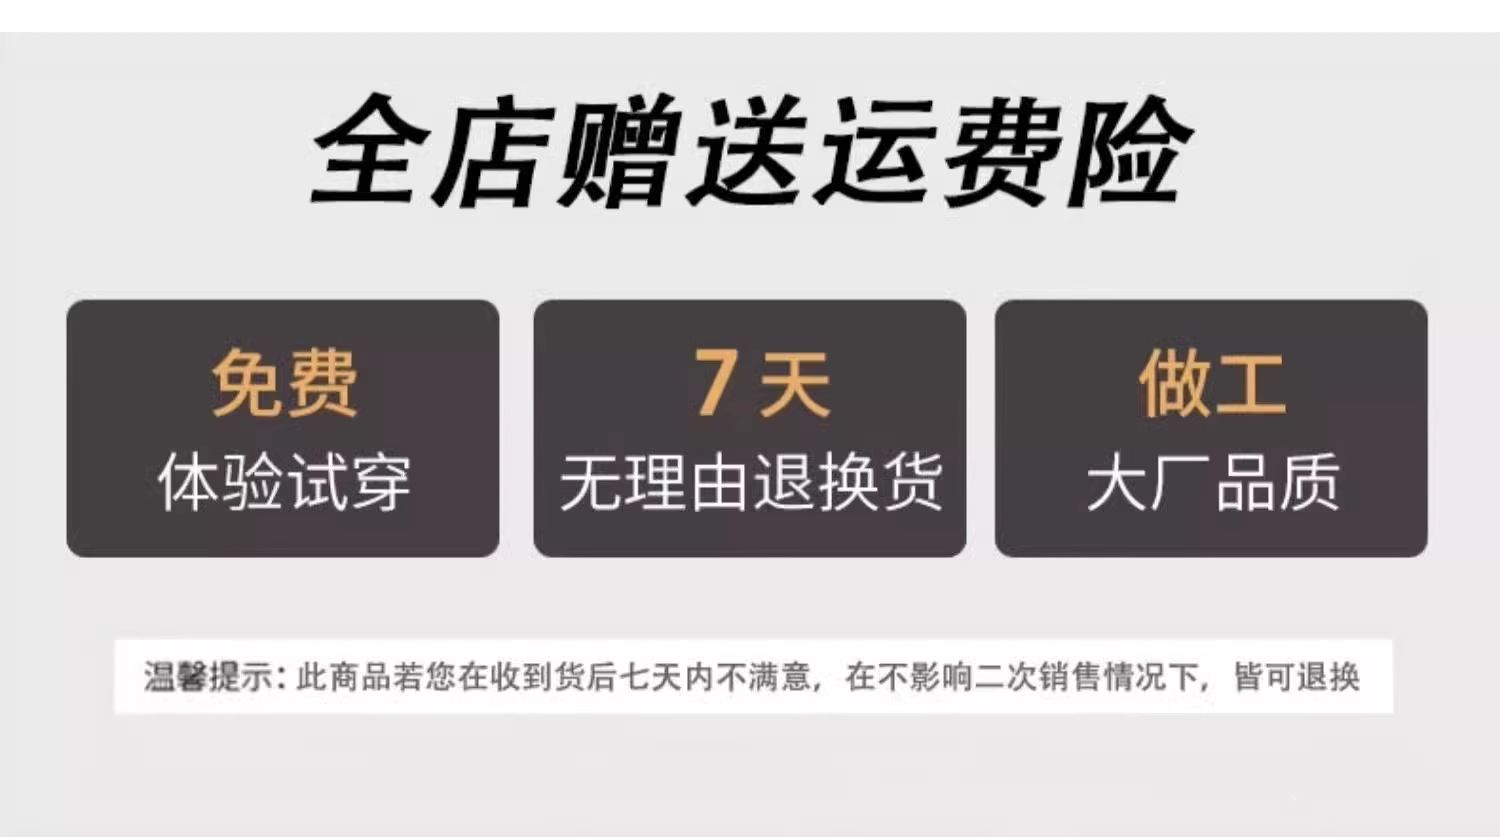 全店赠送运费险
免费
体验试穿
7天
无理由退换货
做工
大厂品质
温馨提示：此商品若您在收到货后七天内不满意，在不影响二次销售情况下，皆可退换